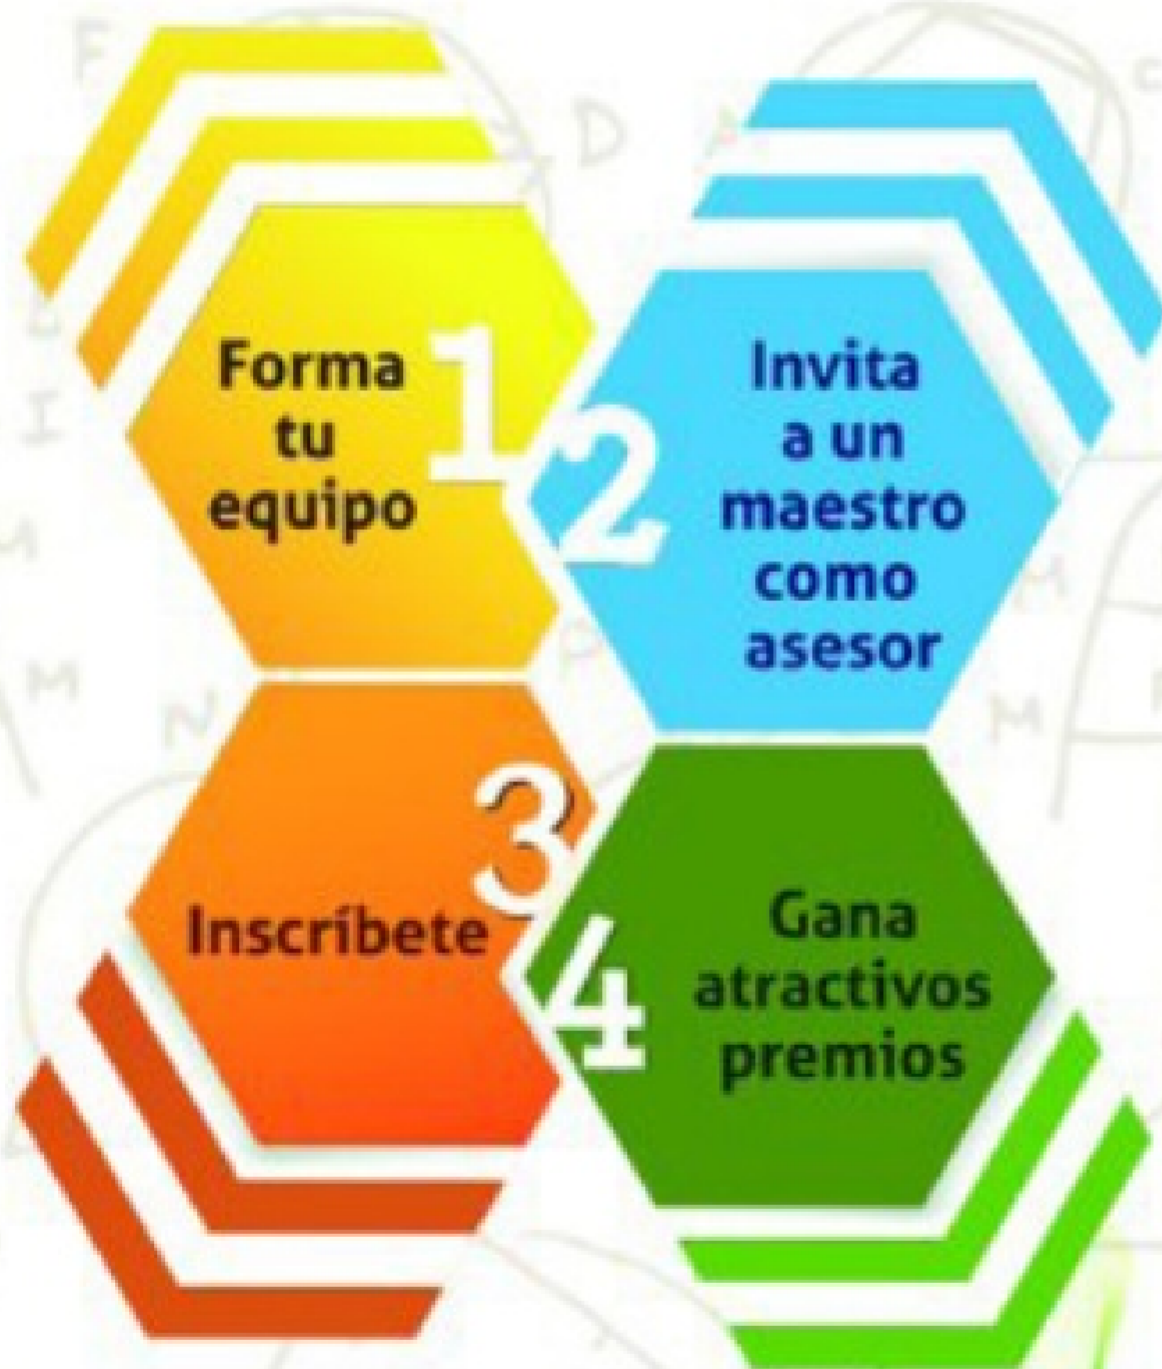 1
Forma
tu
equipo
2
Invita
a un
maestro
como
asesor
3
Inscríbete
4
Gana
atractivos
premios